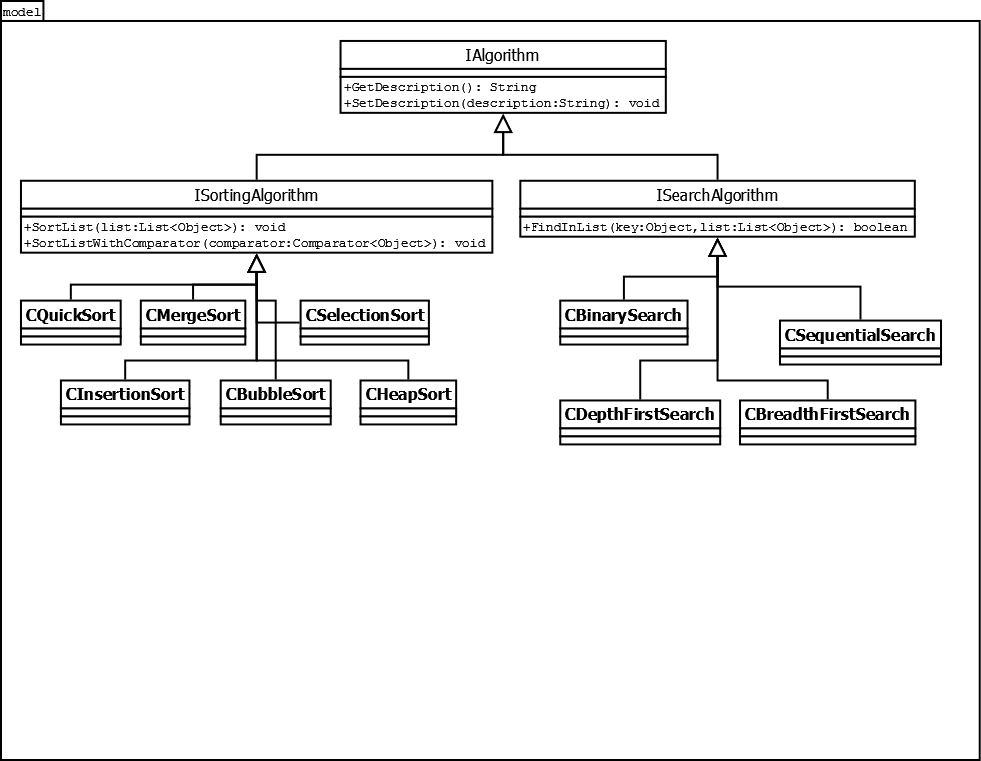 model
IAlgorithm
+GetDescription(): String
+SetDescription(description:String): void
ISortingAlgorithm
+SortList(list:List<Object>): void
+SortListWithComparator(comparator:Comparator<Object>): void
ISearchAlgorithm
+FindInList(key:Object,list:List<Object>): boolean
CQuickSort
CMergeSort
CSelectionSort
CBinarySearch
CSequentialSearch
CInsertionSort
CBubbleSort
CHeapSort
CDepthFirstSearch
CBreadthFirstSearch